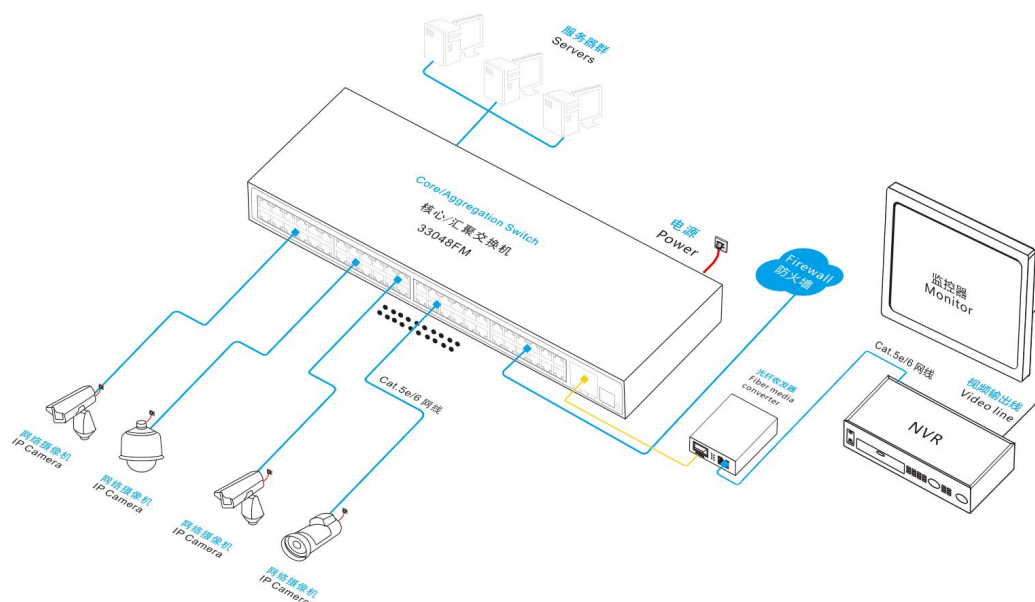 服务器群
Servers
Core/Aggregation Switch
核心/汇聚交换机
33048FM
电源
Power
Firewall
防火墙
监控器
Monitor
Cat.5e/6 网线
光纤收发器
Fiber media
converter
视频输出线
Video line
NVR
Cat.5e/6 网线
网络摄像机
IP Camera
网络摄像机
IP Camera
网络摄像机
IP Camera
网络摄像机
IP Camera